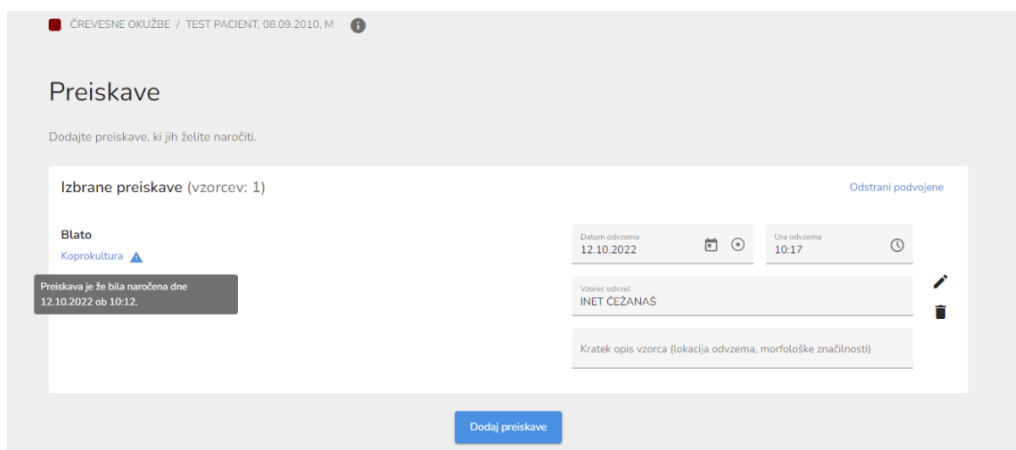 ČREVESNE OKUŽBE / TEST PACIENT, 08.09.2010, M
Preiskave
Dodajte preiskave, ki jih želite naročiti.
Izbrane preiskave (vzorcev: 1)
Odstrani podvojene
Blato
Koprokultura
Preiskava je že bila naročena dne
12.10.2022 ob 10:12.
Datum odvzema
12.10.2022
Ura odvzema
10:17
Vzorec odvzel
INET ČEŽANAŠ
Kratek opis vzorca (lokacija odvzema, morfološke značilnosti)
Dodaj preiskave